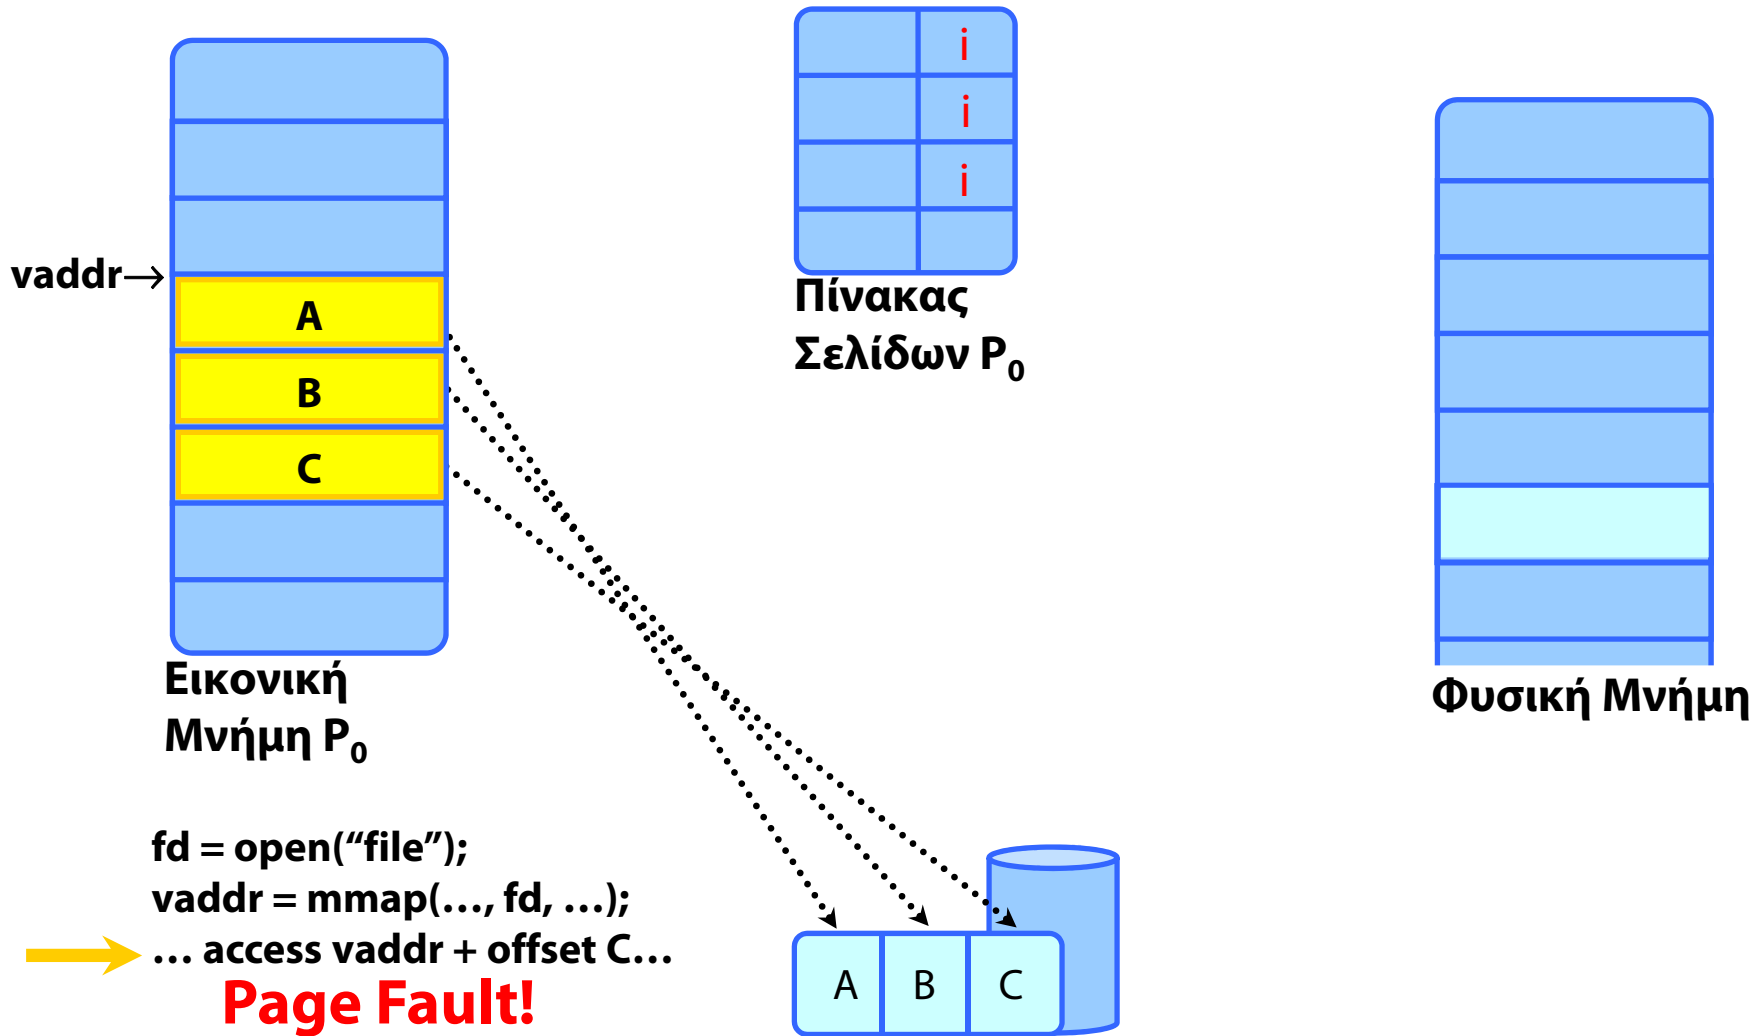 i
i
i
vaddr→
A
B
C
Πίνακας
Σελίδων P₀
Εικονική
Μνήμη P₀
Φυσική Μνήμη
fd = open(“file”);
vaddr = mmap(…, fd, …);
… access vaddr + offset C…
Page Fault!
A B C